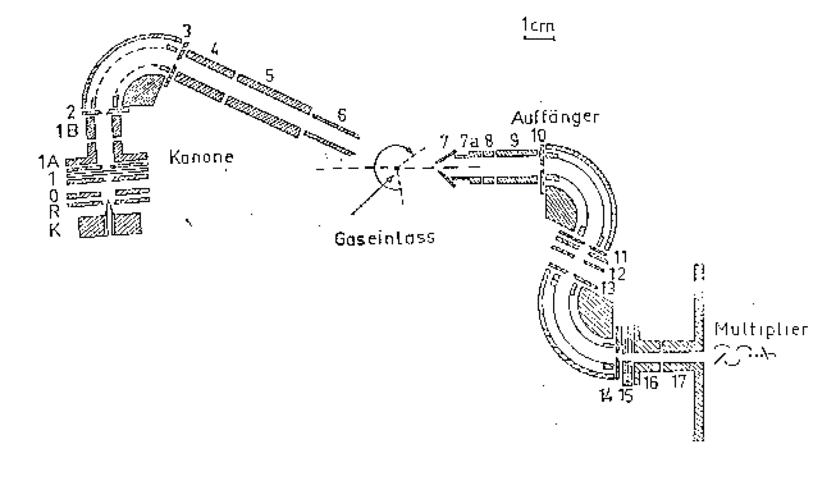 1cm
3
4
5
6
2
1B
1A
1
0
R
K
Kanone
Gaseinlass
Auffänger
7 7a 8 9 10
11
12
13
14 15 16 17
Multiplier